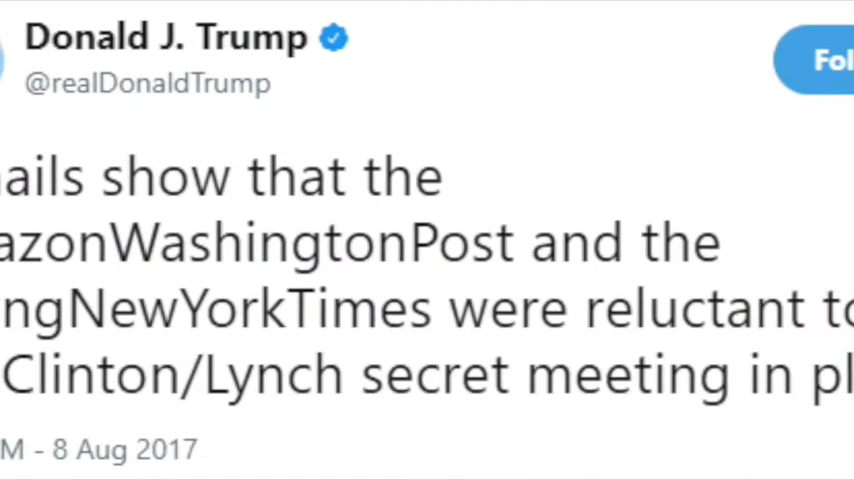 Donald J. Trump
@realDonaldTrump
Fol
ails show that the
azonWashingtonPost and the
ngNewYorkTimes were reluctant to
Clinton/Lynch secret meeting in pl
M - 8 Aug 2017